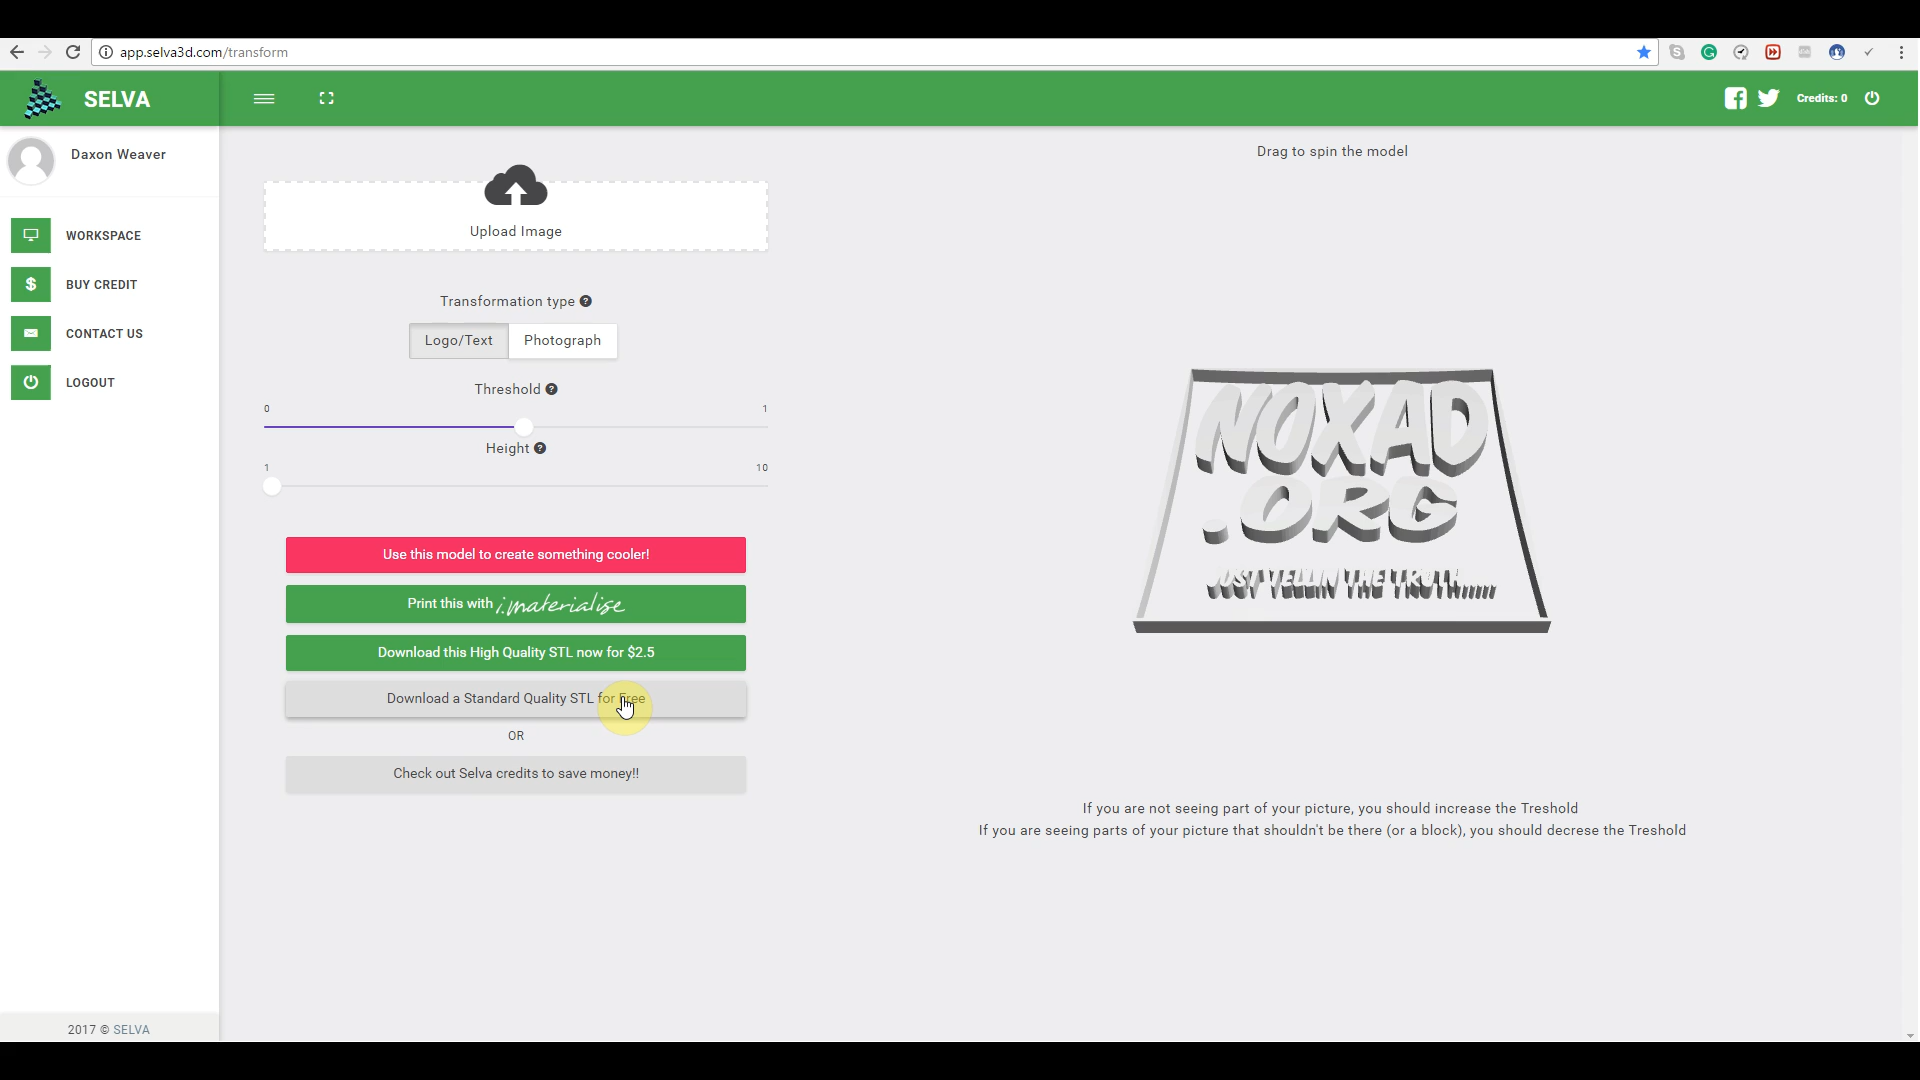 app.selva3d.com/transform
SELVA
Credits: 0
Daxon Weaver
WORKSPACE
BUY CREDIT
CONTACT US
LOGOUT
2017 © SELVA
Upload Image
Transformation type
Logo/Text
Photograph
Threshold
0
1
Height
1
10
Use this model to create something cooler!
Print this with i.materialise
Download this High Quality STL now for $2.5
Download a Standard Quality STL for Free
OR
Check out Selva credits to save money!!
Drag to spin the model
NOXAD
.ORG
JUST TELLIN THE TRUTH
If you are not seeing part of your picture, you should increase the Treshold
If you are seeing parts of your picture that shouldn't be there (or a block), you should decrese the Treshold